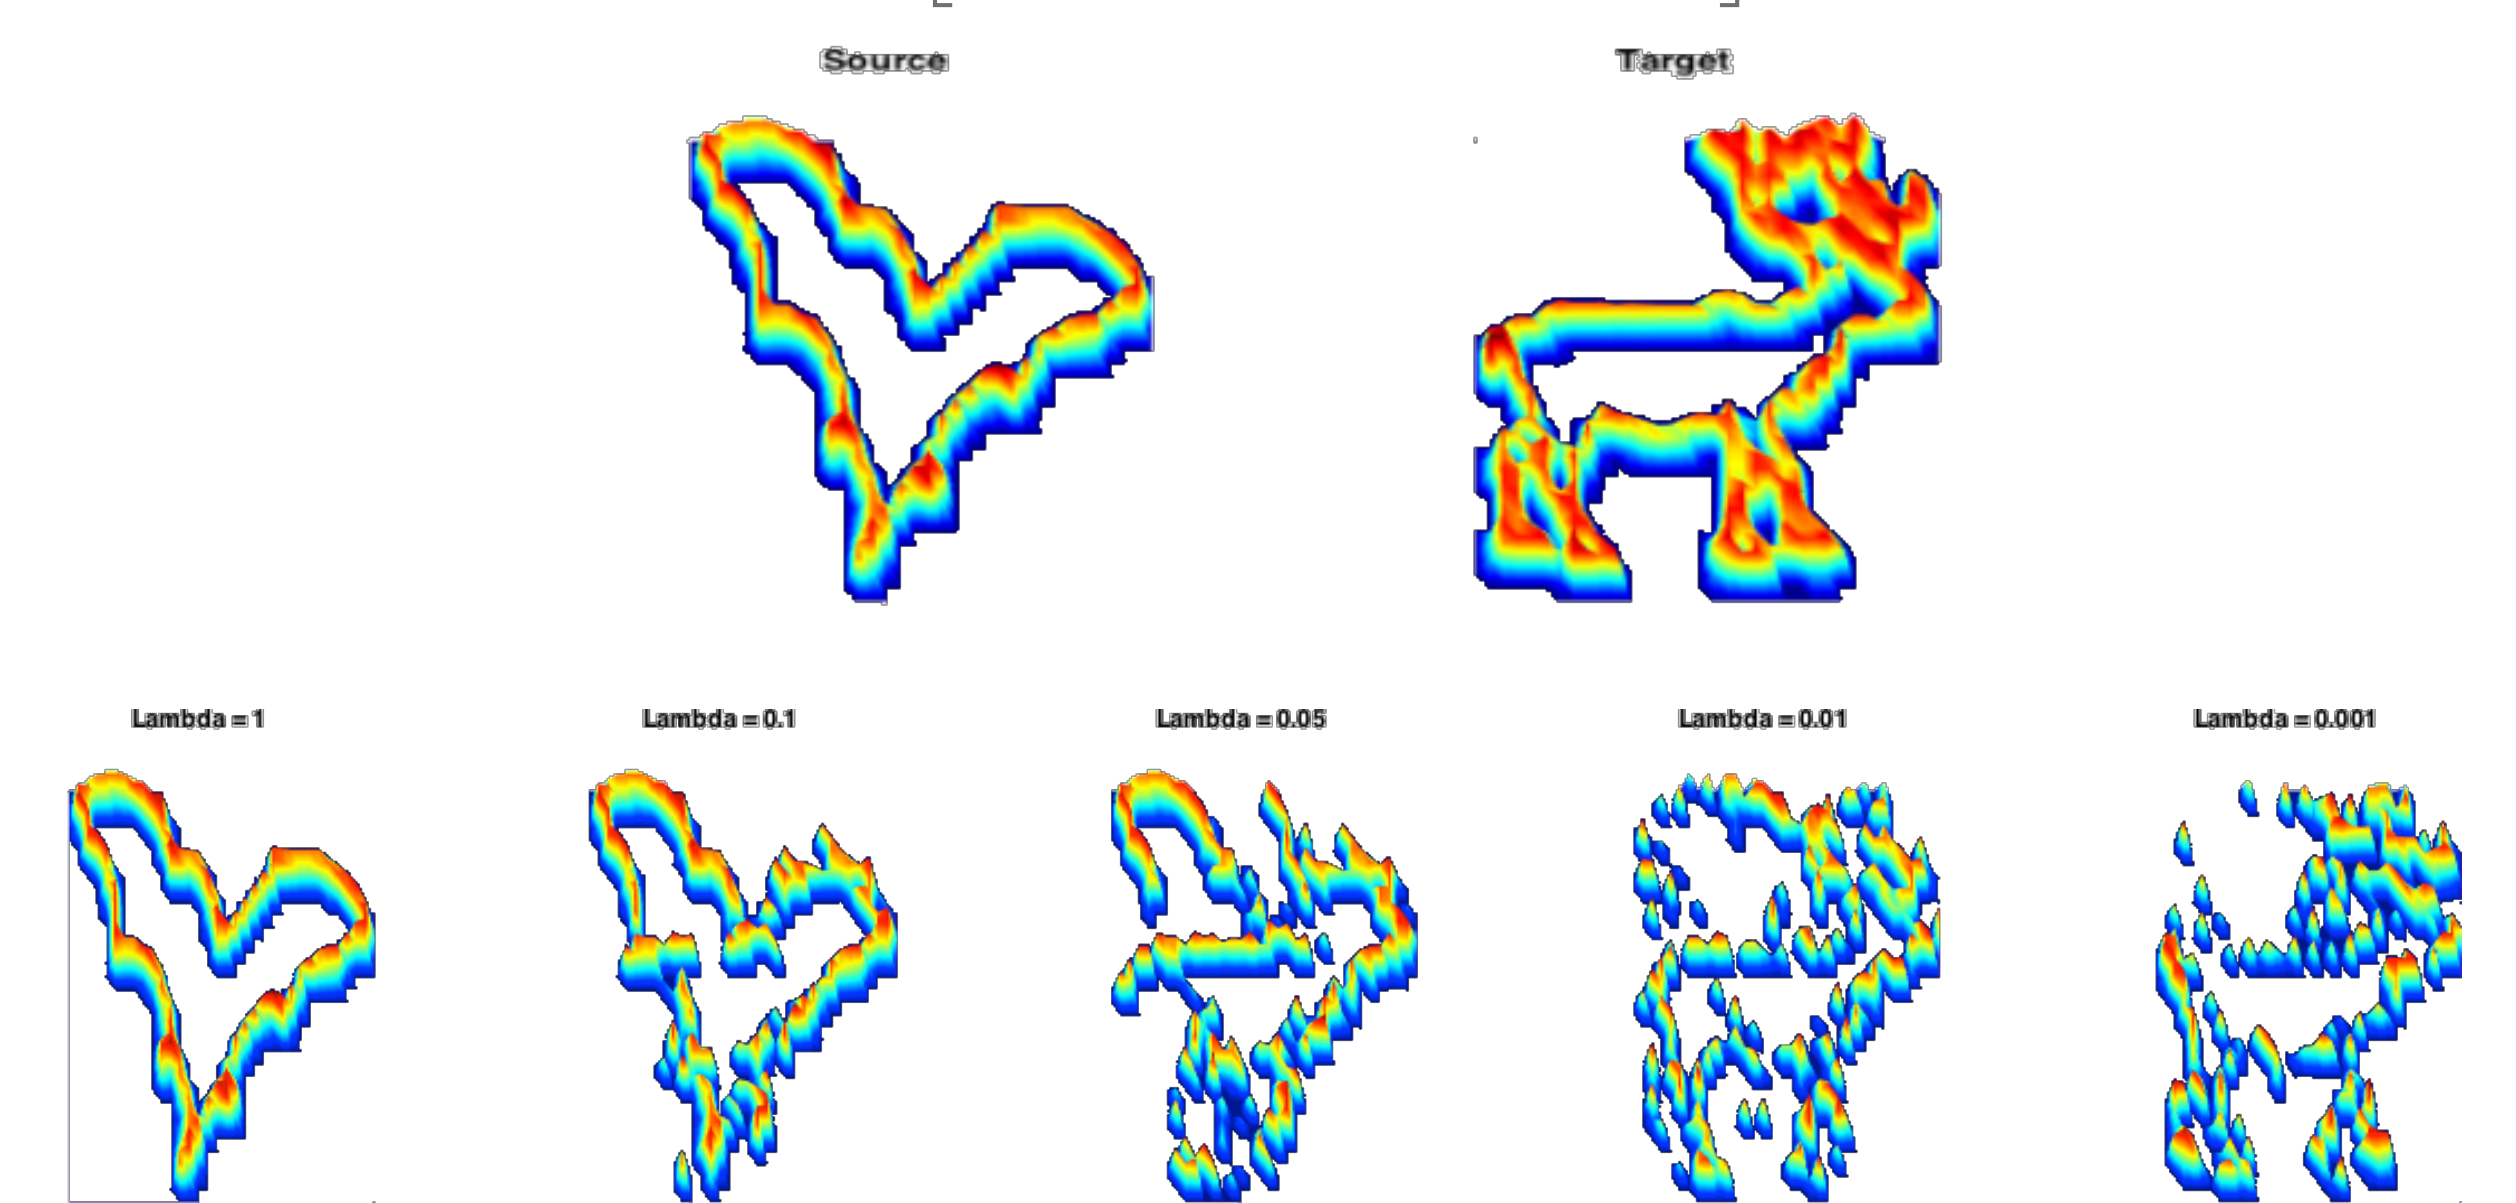 Source
Target
Lambda = 1
Lambda = 0.1
Lambda = 0.05
Lambda = 0.01
Lambda = 0.001